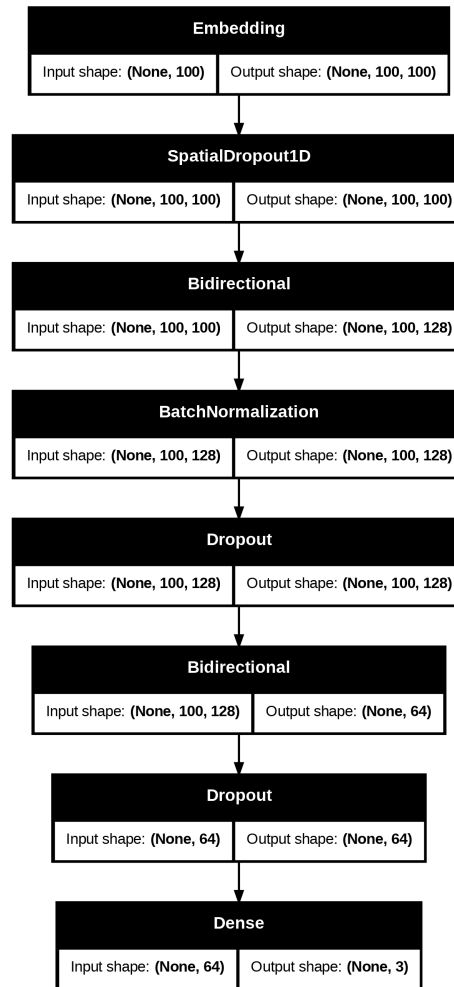 Embedding
Input shape: (None, 100) Output shape: (None, 100, 100)
SpatialDropout1D
Input shape: (None, 100, 100) Output shape: (None, 100, 100)
Bidirectional
Input shape: (None, 100, 100) Output shape: (None, 100, 128)
BatchNormalization
Input shape: (None, 100, 128) Output shape: (None, 100, 128)
Dropout
Input shape: (None, 100, 128) Output shape: (None, 100, 128)
Bidirectional
Input shape: (None, 100, 128) Output shape: (None, 64)
Dropout
Input shape: (None, 64) Output shape: (None, 64)
Dense
Input shape: (None, 64) Output shape: (None, 3)